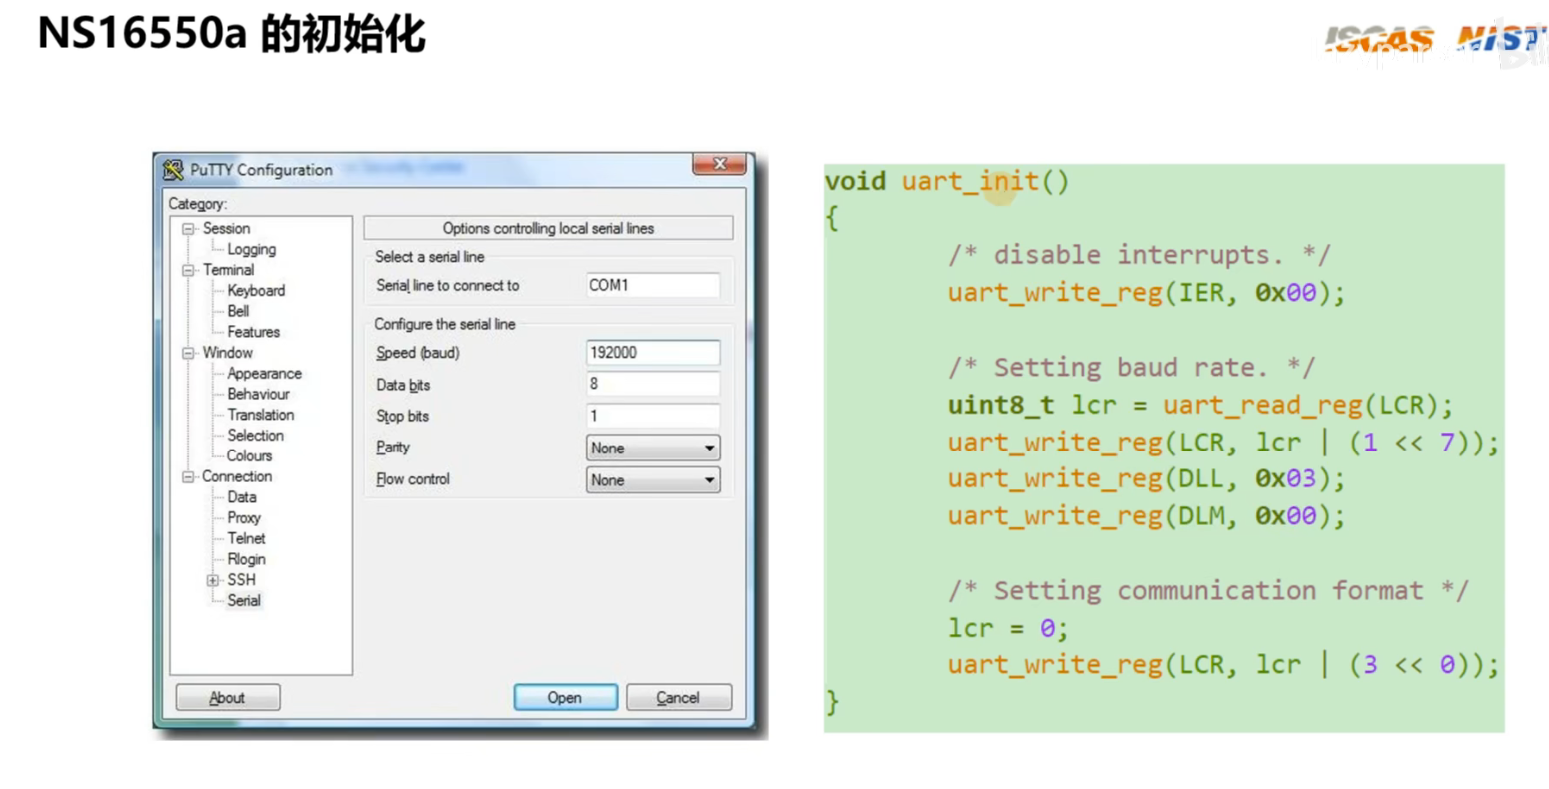 NS16550a 的初始化
ISCAS NIST
PuTTY Configuration
Category:
Session
Logging
Terminal
Keyboard
Bell
Features
Window
Appearance
Behaviour
Translation
Selection
Colours
Connection
Data
Proxy
Telnet
Rlogin
SSH
Serial
Options controlling local serial lines
Select a serial line
Serial line to connect to COM1
Configure the serial line
Speed (baud) 192000
Data bits 8
Stop bits 1
Parity None
Flow control None
About Open Cancel
void uart_init()
{
/* disable interrupts. */
uart_write_reg(IER, 0x00);
/* Setting baud rate. */
uint8_t lcr = uart_read_reg(LCR);
uart_write_reg(LCR, lcr | (1 << 7));
uart_write_reg(DLL, 0x03);
uart_write_reg(DLM, 0x00);
/* Setting communication format */
lcr = 0;
uart_write_reg(LCR, lcr | (3 << 0));
}